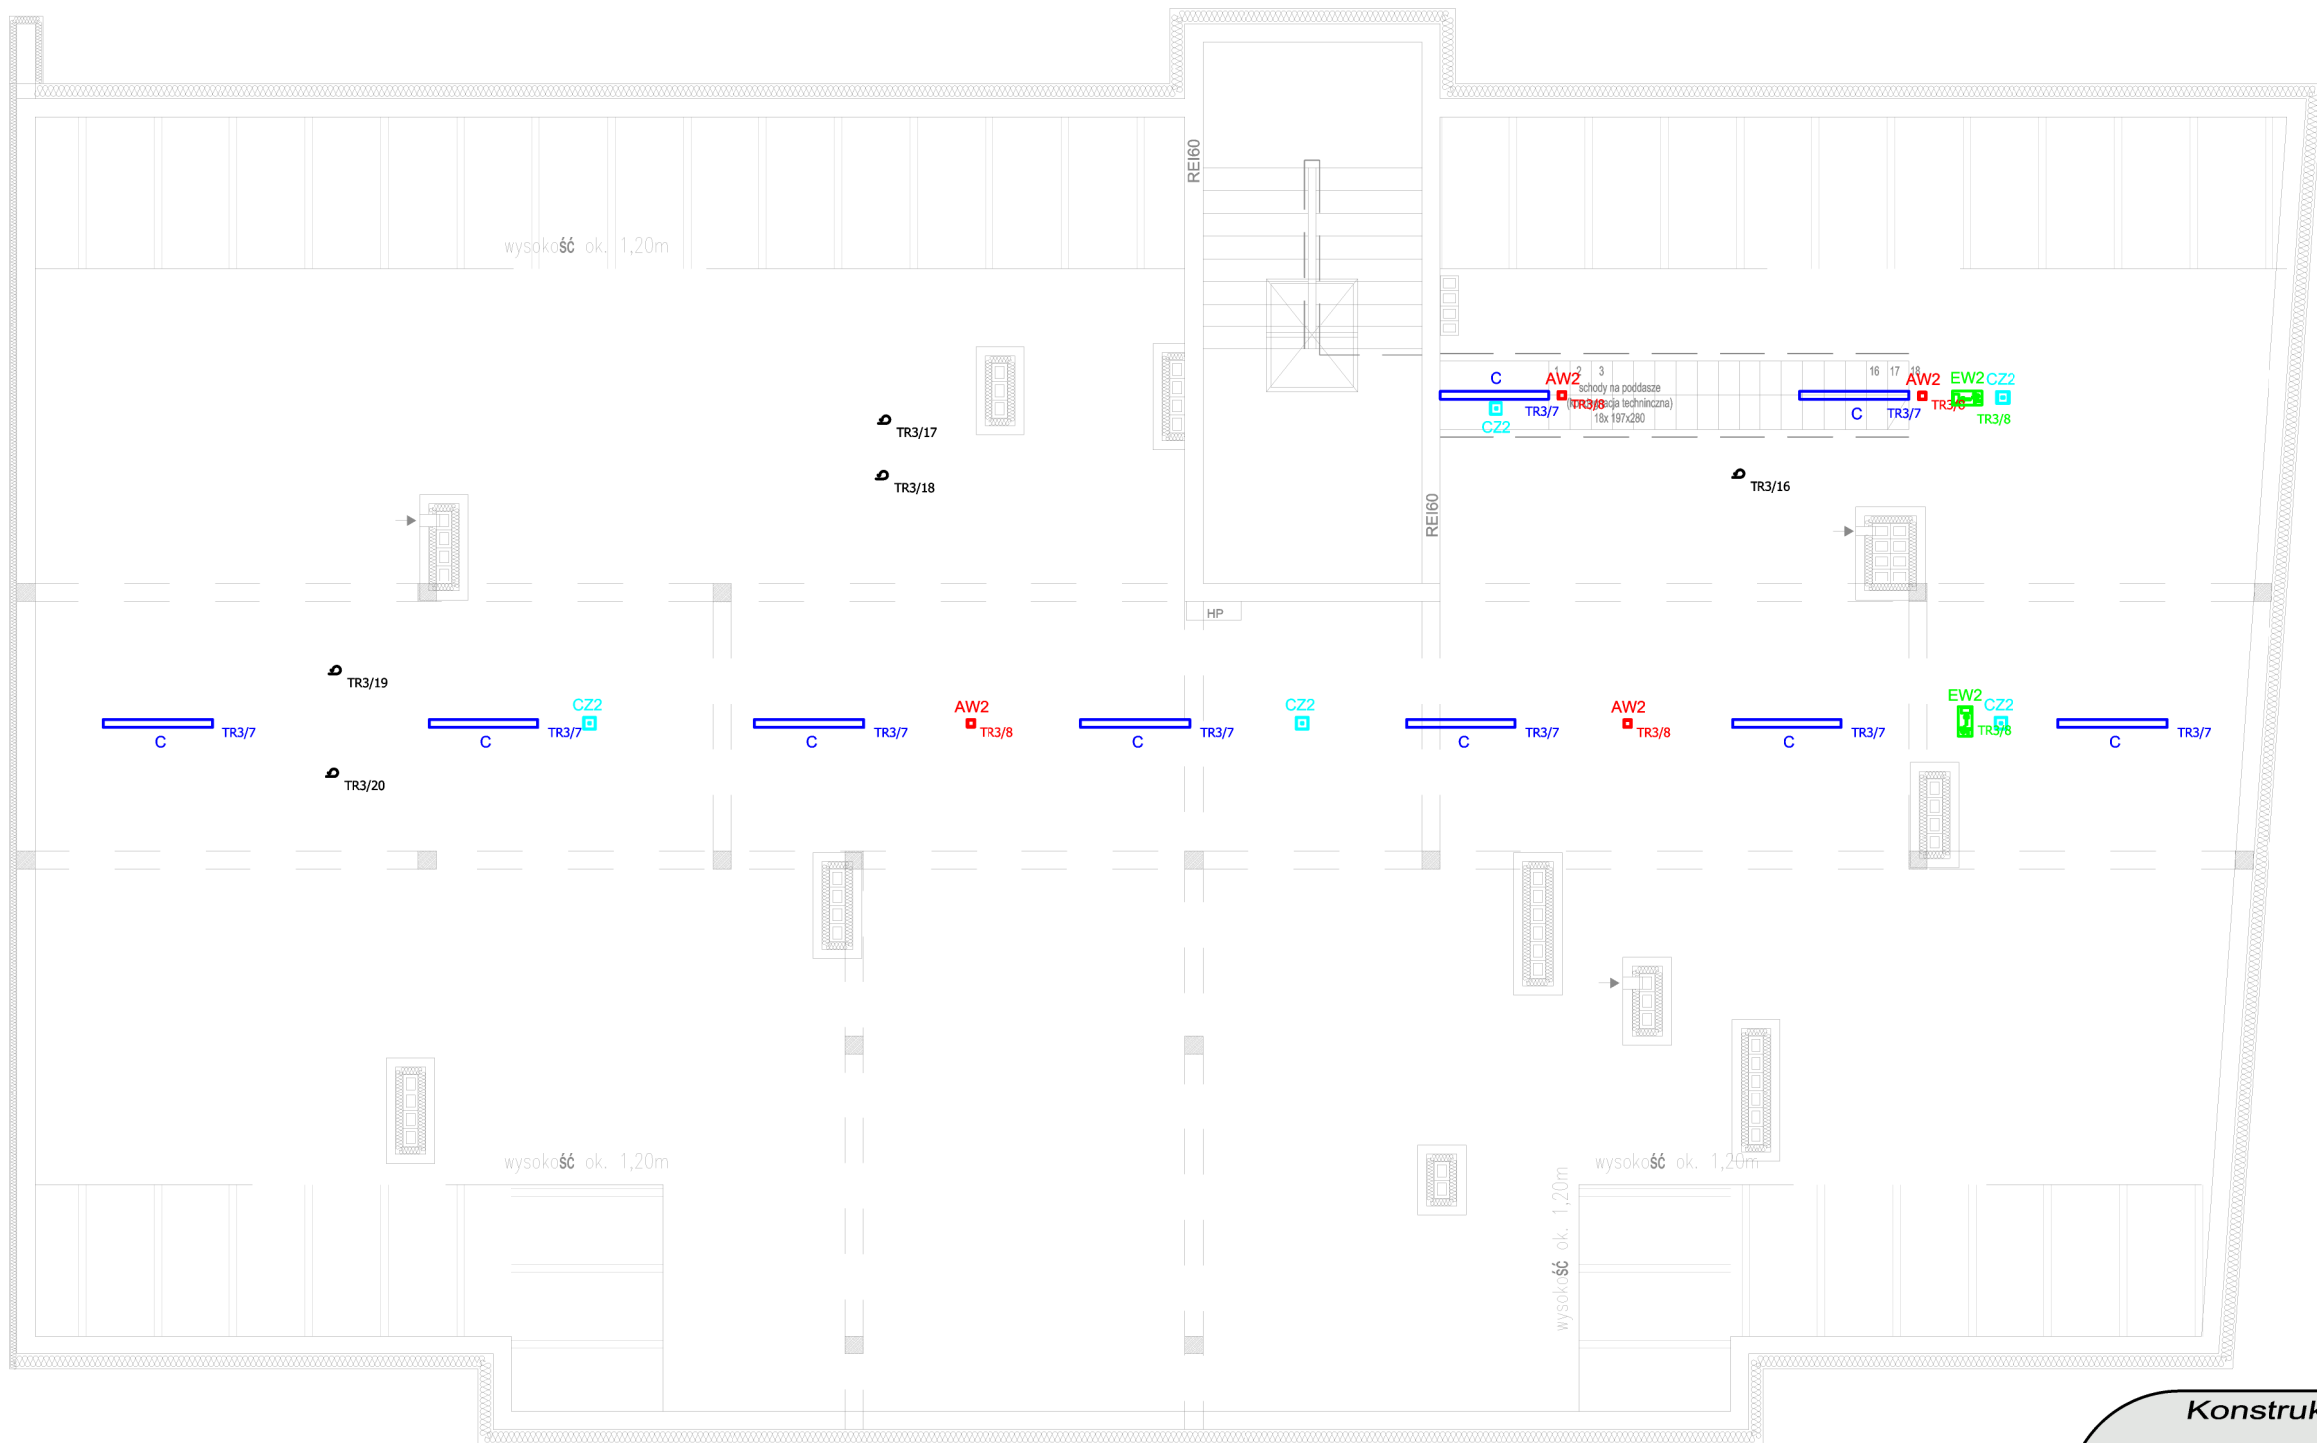 REI60
wysokość ok. 1,20m
1 2 3
16 17 18
schody na poddasze
techninczna)
18x 197x280
C
TR3/7
CZ2
AW2
TR3/8
C
TR3/7
AW2
EW2
TR3/8
CZ2
TR3/17
TR3/18
TR3/16
REI60
HP
TR3/19
TR3/20
C
TR3/7
C
TR3/7
CZ2
C
TR3/7
AW2
TR3/8
C
TR3/7
CZ2
C
TR3/7
AW2
TR3/8
C
TR3/7
EW2
TR3/8
CZ2
C
TR3/7
wysokość ok. 1,20m
wysokość ok. 1,20m
wysokość ok. 1,20m